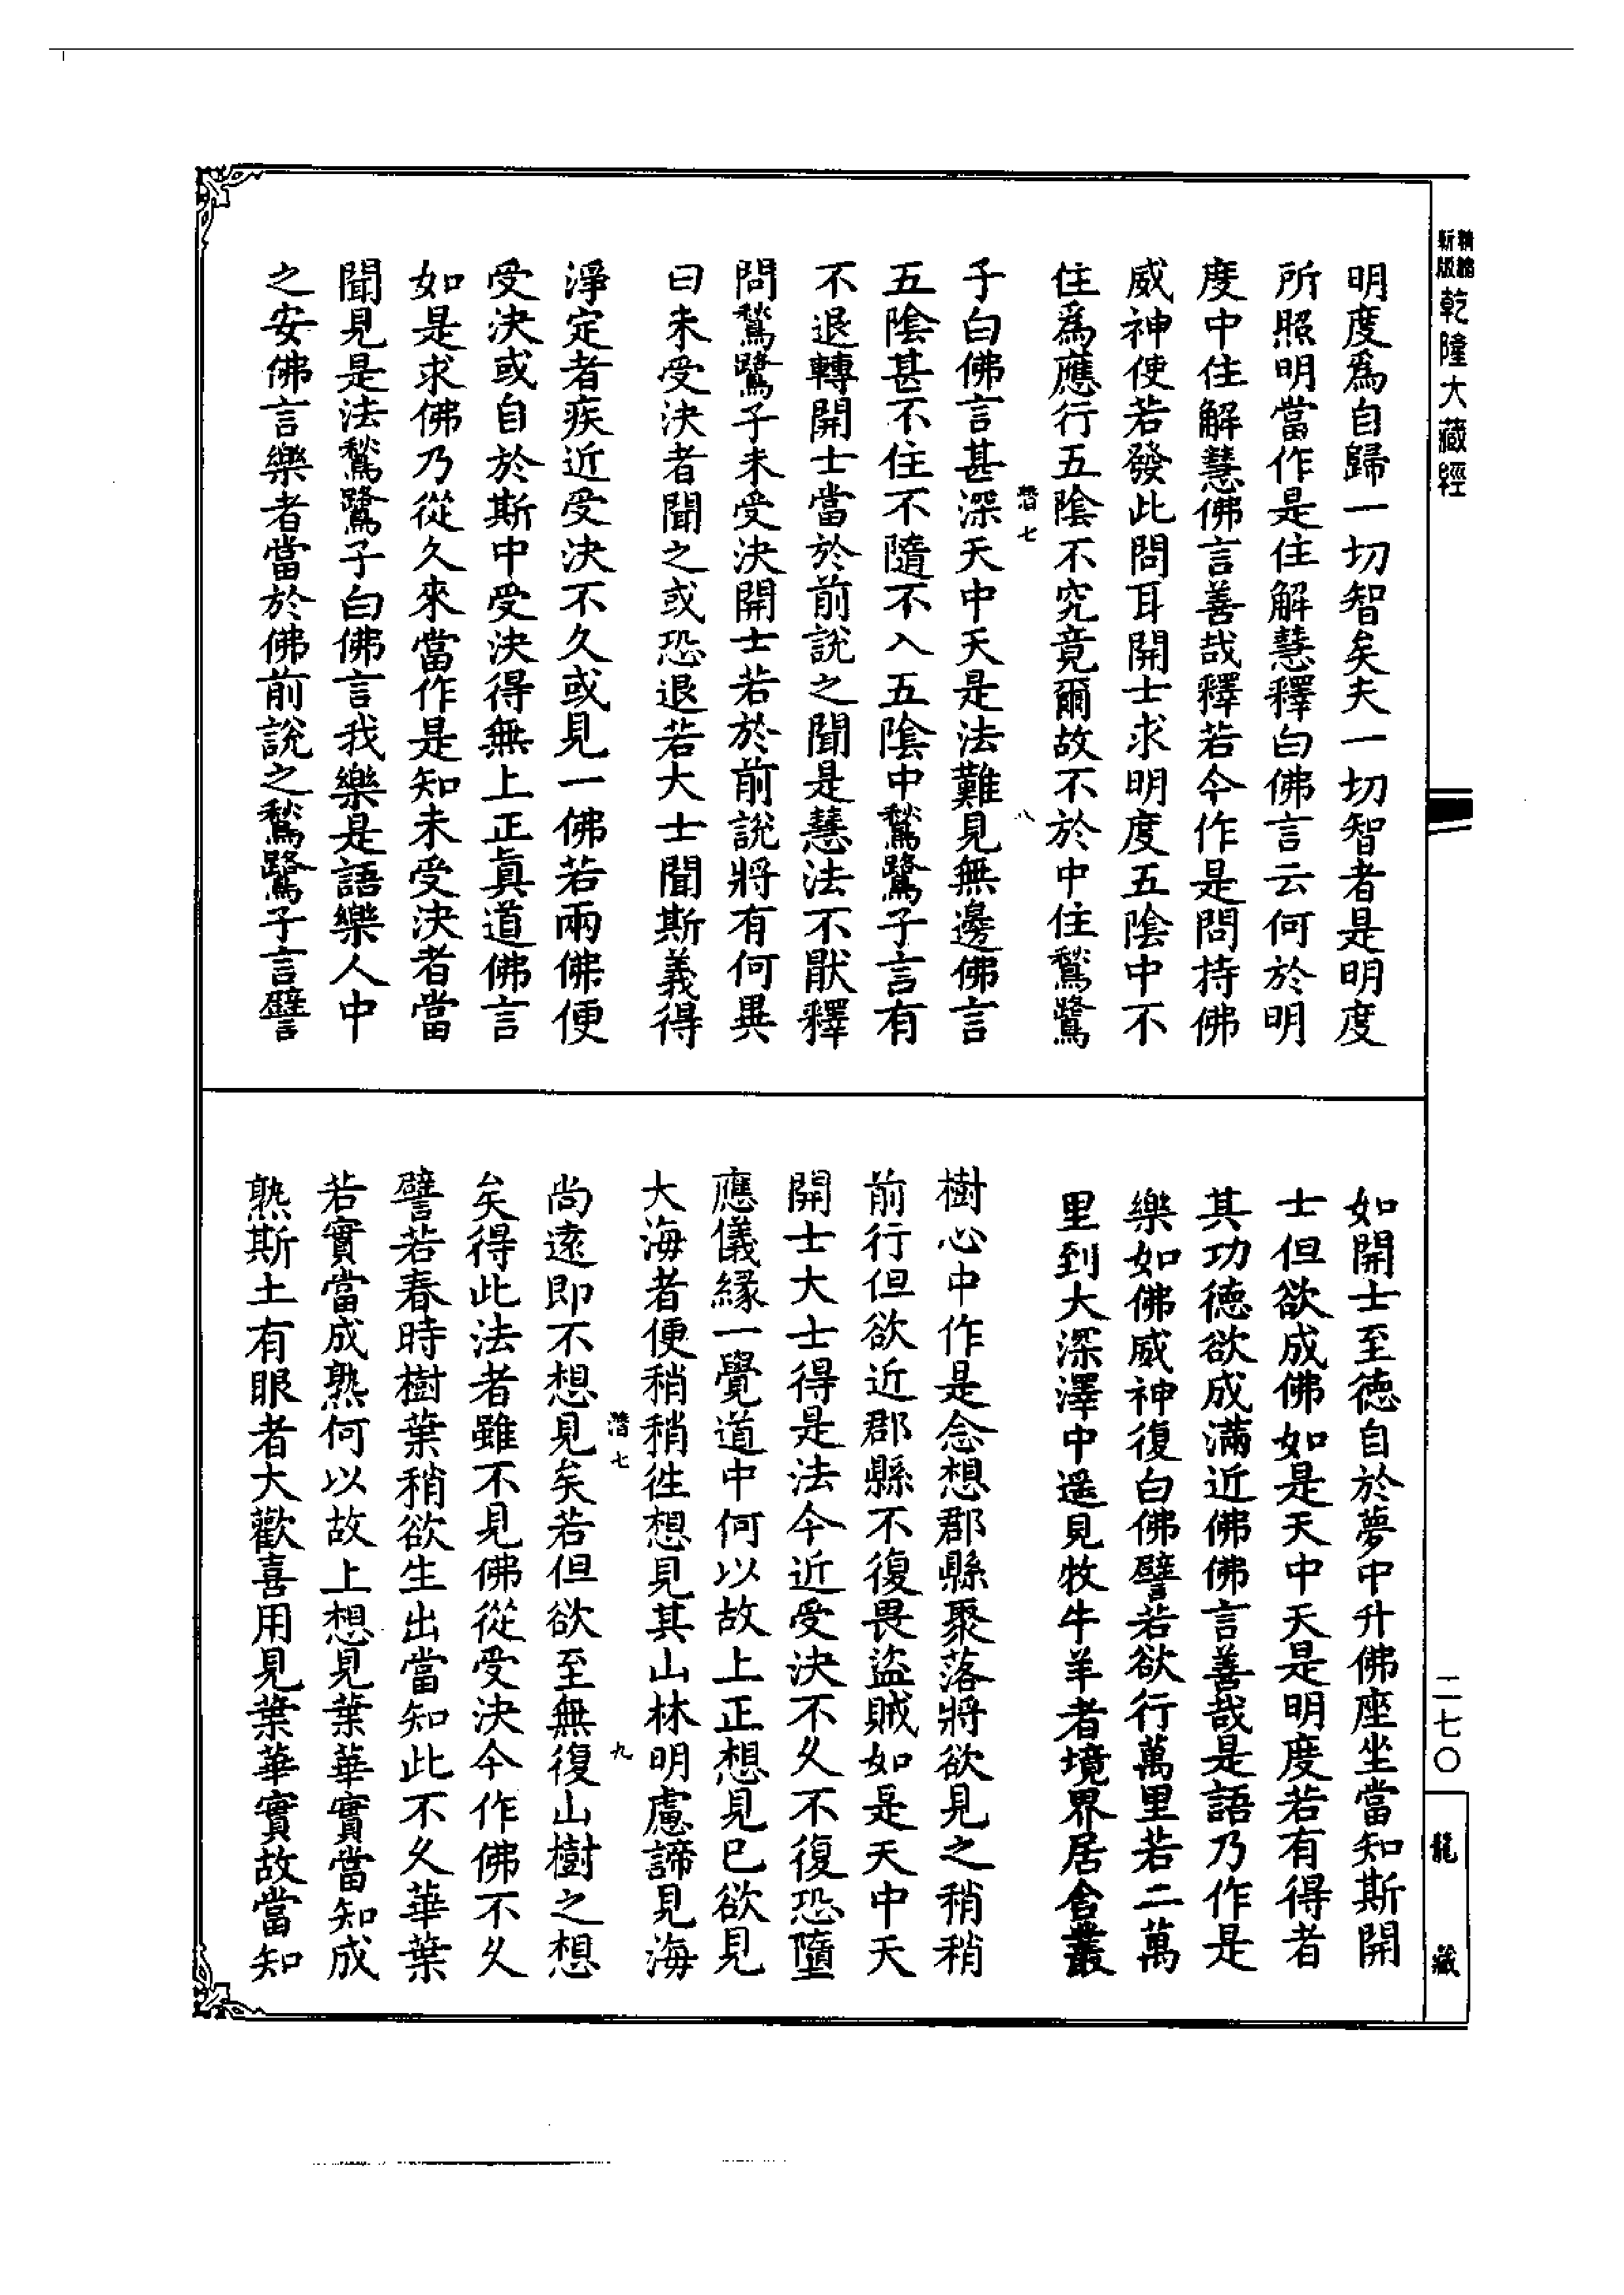 精縮
新版
乾隆大藏經
明度爲自歸一切智矣夫一切智者是明度
所照明當作是住解慧釋白佛言云何於明
度中住解慧佛言善哉釋若今作是問持佛
威神使若發此問耳開士求明度五陰中不
住爲應行五陰不究竟爾故不於中住鶖鷺
潛七
八
子白佛言甚深天中天是法難見無邊佛言
五陰甚不住不隨不入五陰中鶖鷺子言有
不退轉開士當於前說之聞是慧法不猒釋
問鶖鷺子未受決開士若於前說將有何異
曰未受決者聞之或恐退若大士聞斯義得
淨定者疾近受決不久或見一佛若兩佛便
受決或自於斯中受決得無上正眞道佛言
如是求佛乃從久來當作是知未受決者當
聞見是法鶖鷺子白佛言我樂是語樂人中
之安佛言樂者當於佛前說之鶖鷺子言譬
如開士至德自於夢中升佛座坐當知斯開
士但欲成佛如是天中天是明度若有得者
其功德欲成滿近佛佛言善哉是語乃作是
樂如佛威神復白佛譬若欲行萬里若二萬
里到大深澤中遥見牧牛羊者境界居舍叢
樹心中作是念想郡縣聚落將欲見之稍稍
前行但欲近郡縣不復畏盜賊如是天中天
開士大士得是法今近受決不久不復恐墮
應儀緣一覺道中何以故上正想見已欲見
大海者便稍稍徃想見其山林明慮諦見海
潛七
九
尚遠即不想見矣若但欲至無復山樹之想
矣得此法者雖不見佛從受決今作佛不久
譬若春時樹葉稍欲生出當知此不久華葉
若實當成熟何以故上想見葉華實當知成
熟斯土有眼者大歡喜用見葉華實故當知
二七〇
龍藏